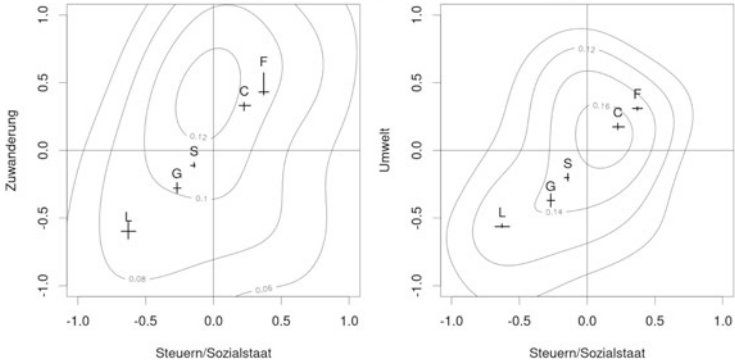 Zuwanderung
1.0
0.5
0.0
-0.5
-1.0
F
C
0.12
S
G
0.1
L
0.08
0.06
-1.0 -0.5 0.0 0.5 1.0
Steuern/Sozialstaat
Umwelt
1.0
0.5
0.0
-0.5
-1.0
0.12
F
0.16
C
S
G
0.14
L
-1.0 -0.5 0.0 0.5 1.0
Steuern/Sozialstaat